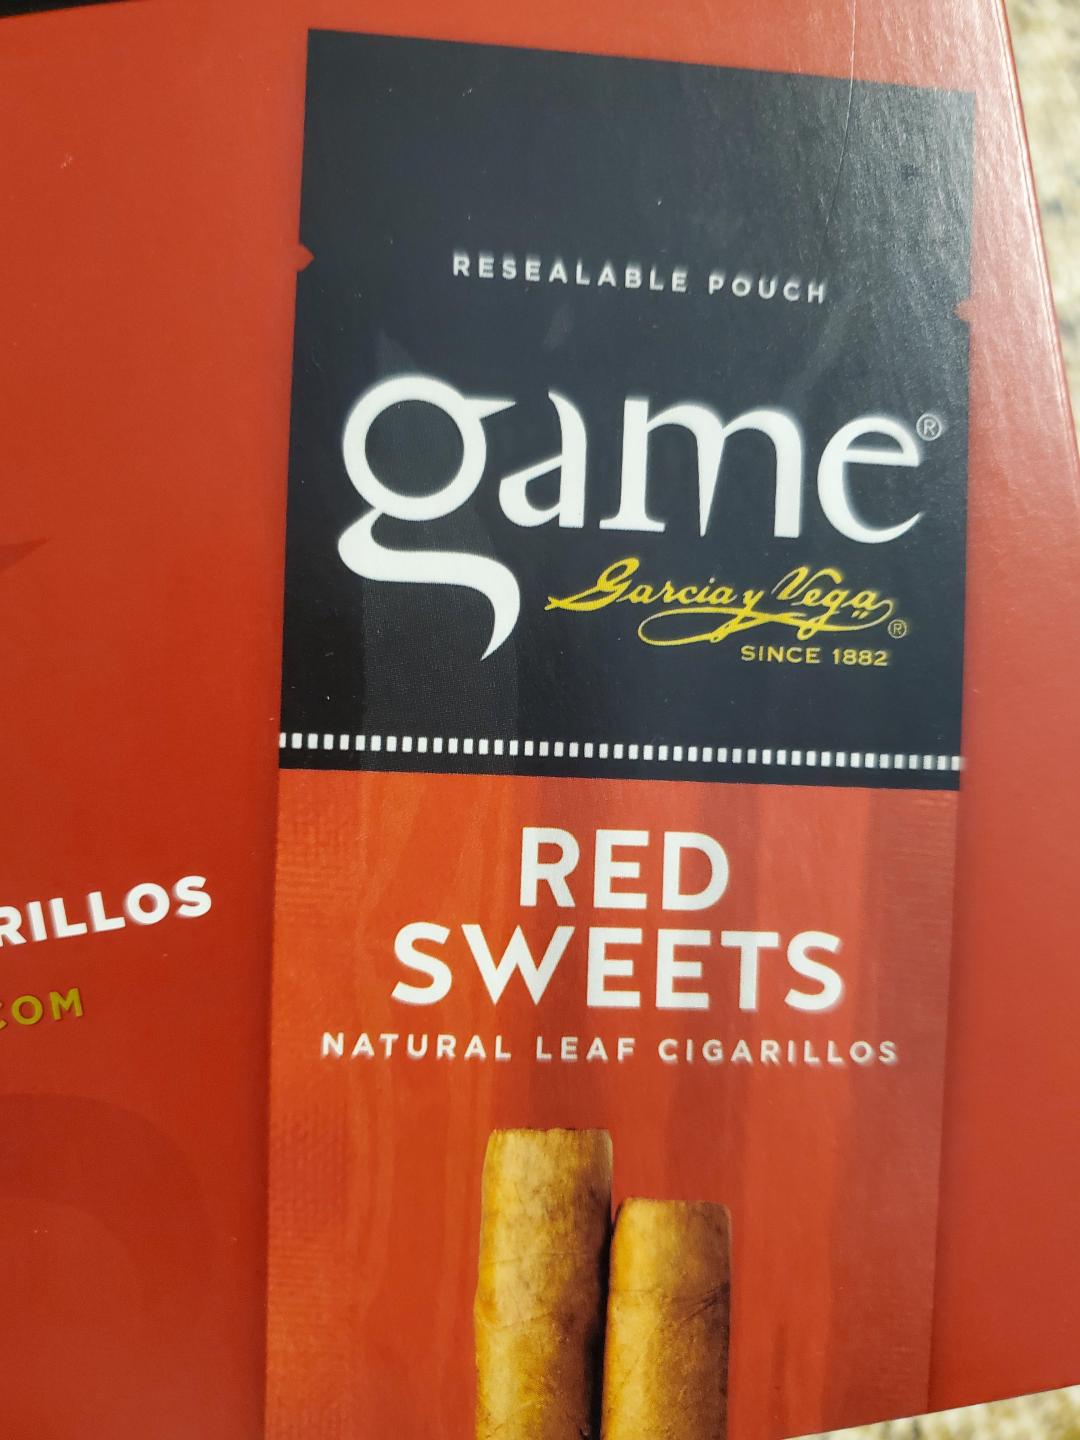 RESEALABLE POUCH
game®
Garcia y Vega®
SINCE 1882
RED
SWEETS
NATURAL LEAF CIGARILLOS
RILLOS
COM